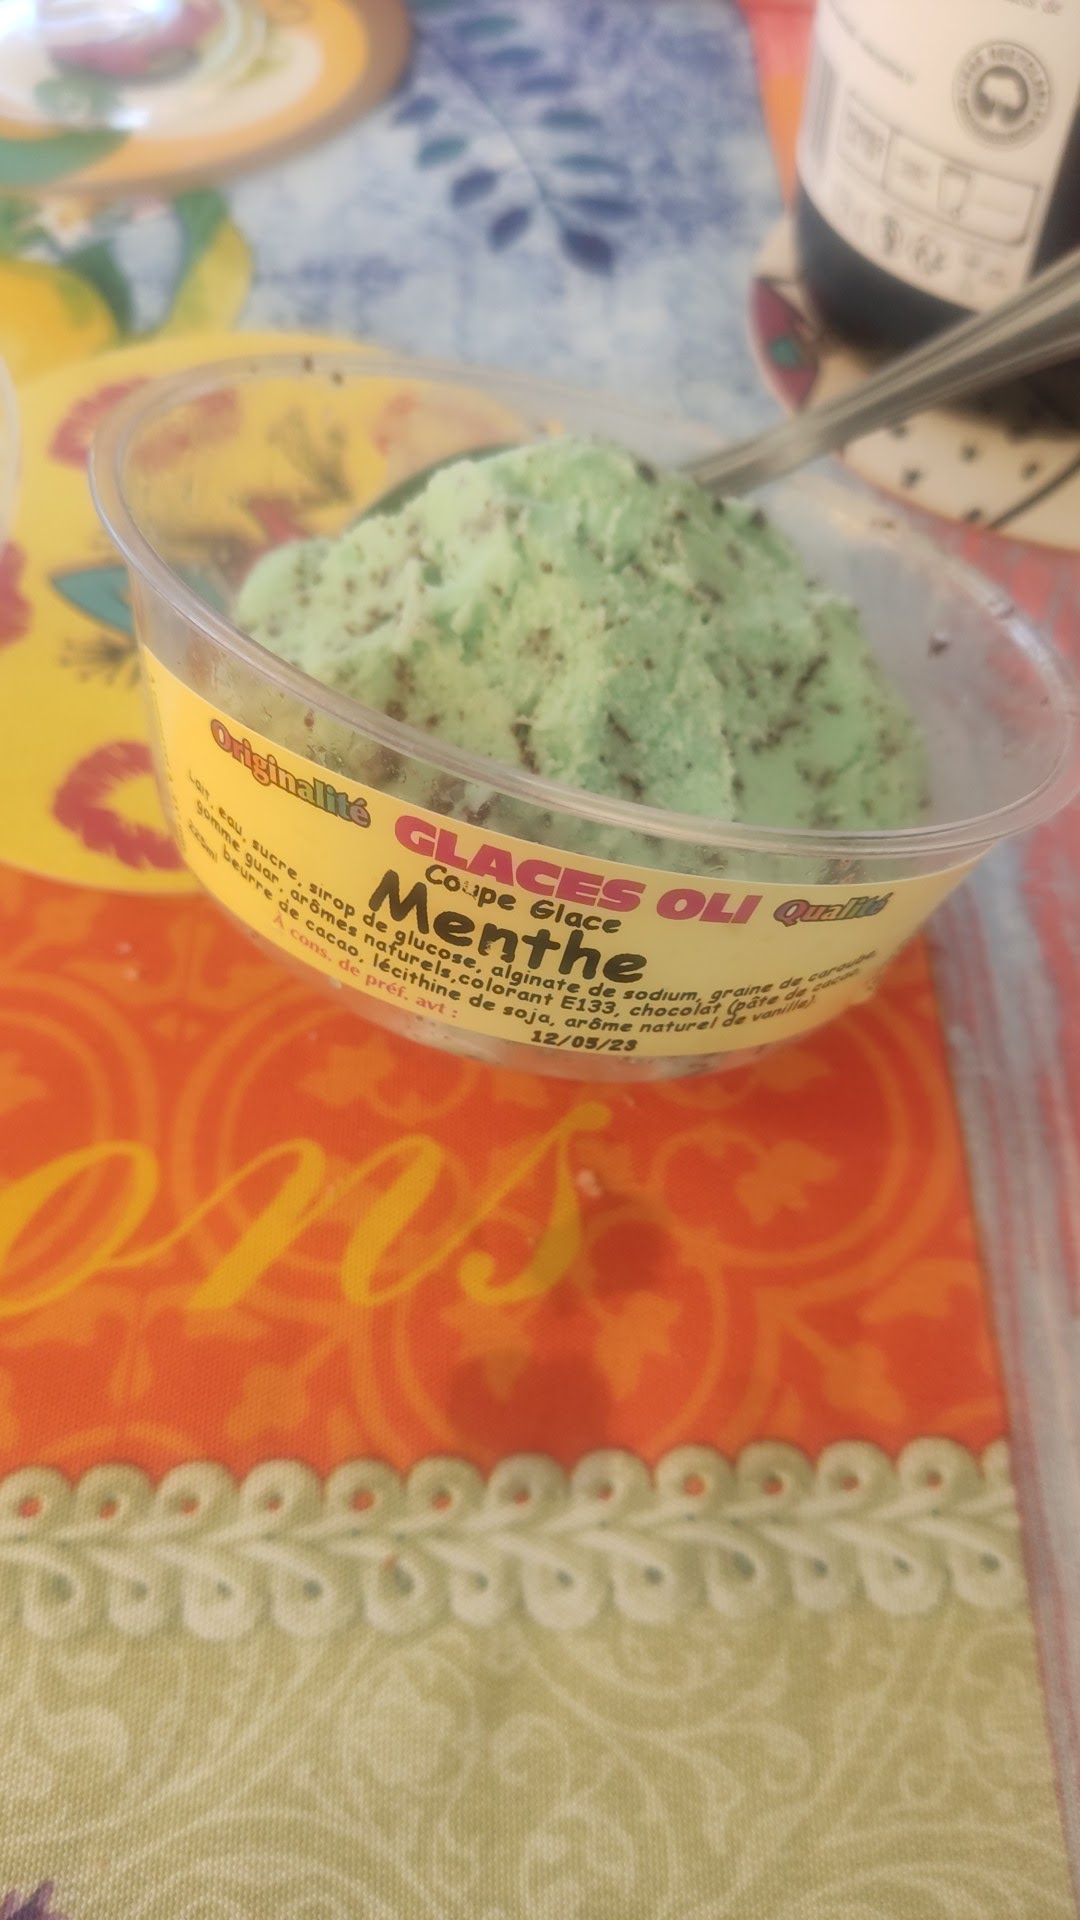 Originalité
GLACES OLI
Qualité
Coupe Glace
Menthe
Lait, eau, sucre, sirop de glucose, alginate de sodium, graine de caroube,
gomme guar, arômes naturels,colorant E133, chocolat (pâte de cacao,
beurre de cacao, lécithine de soja, arôme naturel de vanille).
À cons. de préf. avt :
12/05/23
ons